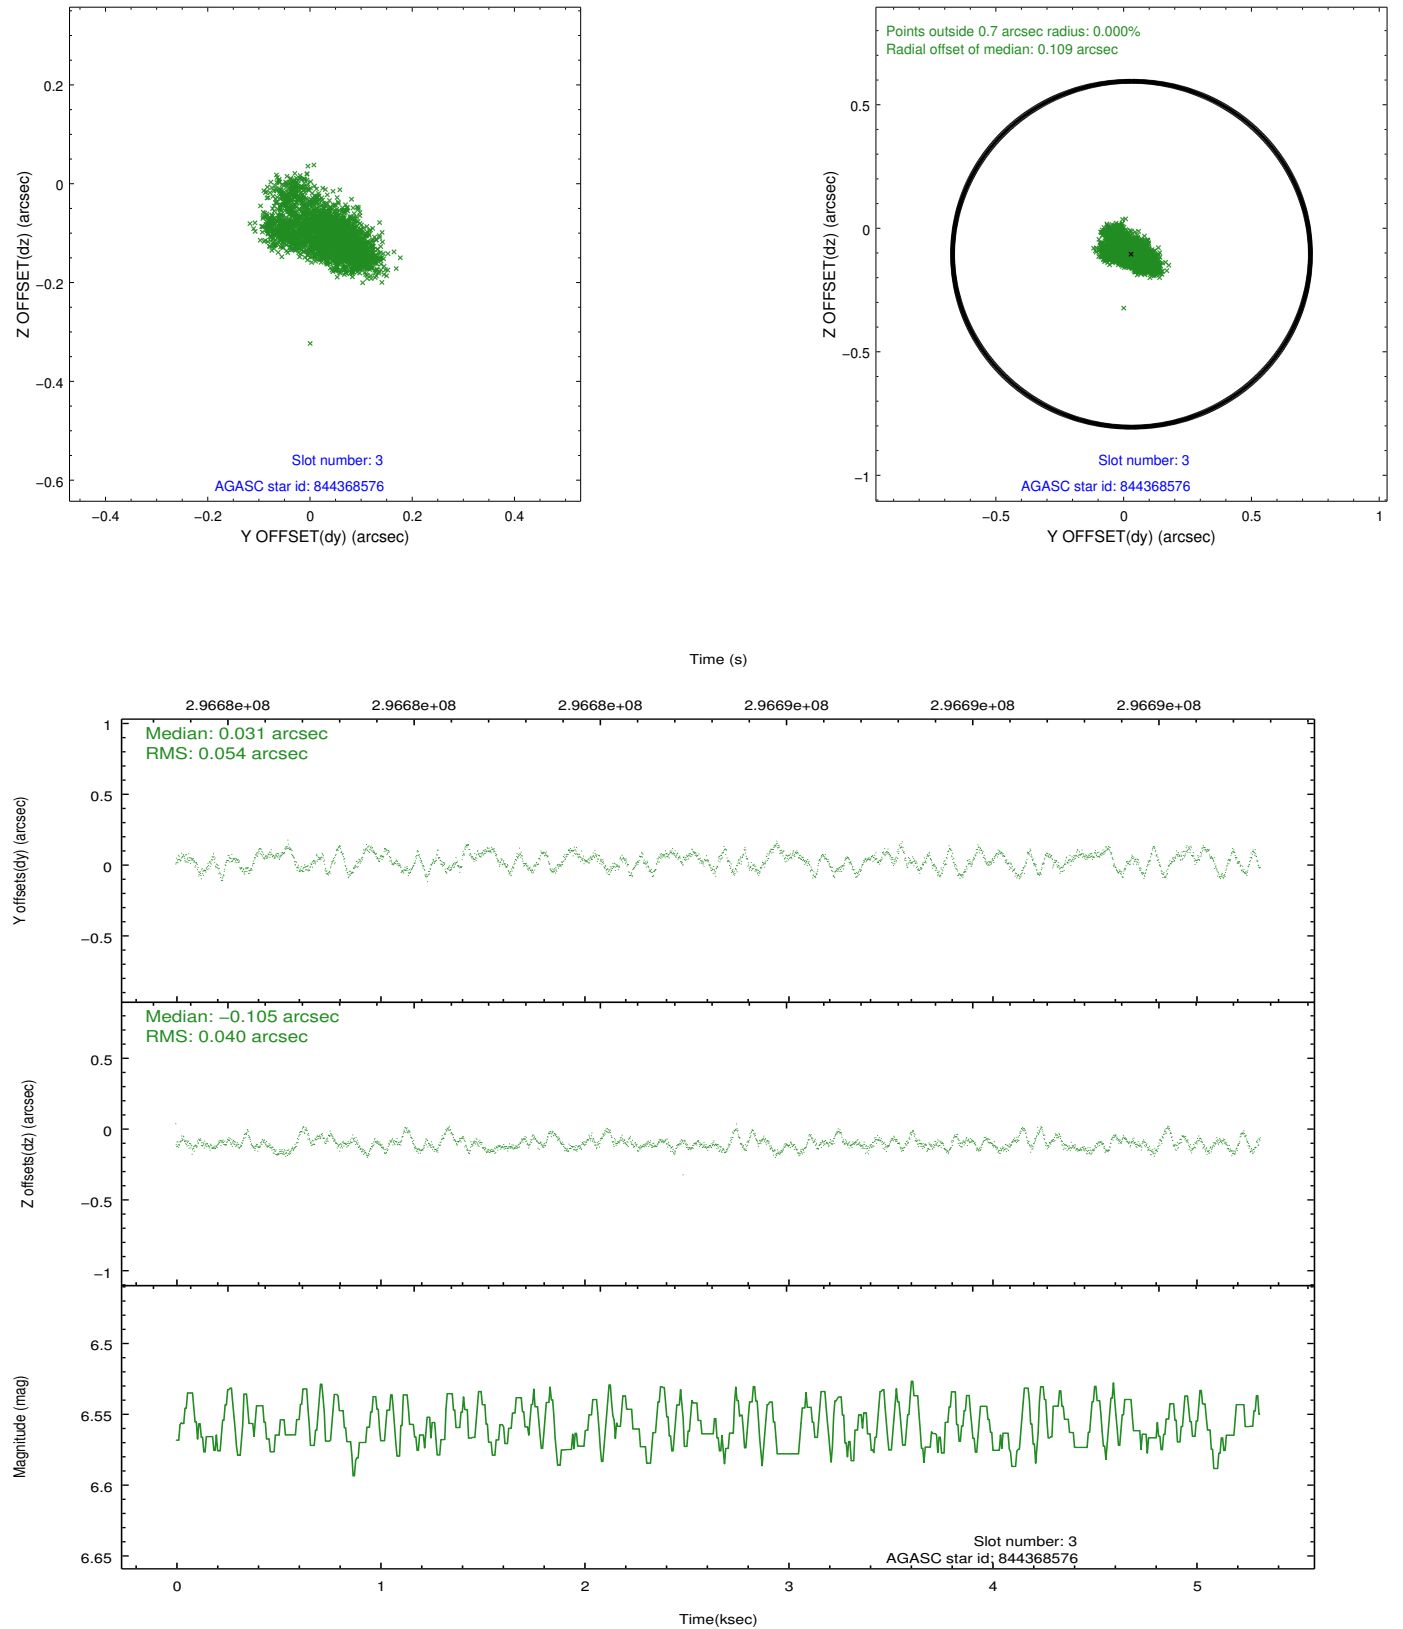 0.2
0
−0.2
−0.4
−0.6
Z OFFSET(dz) (arcsec)
Slot number: 3
AGASC star id: 844368576
−0.4
−0.2
0
0.2
0.4
Y OFFSET(dy) (arcsec)
Points outside 0.7 arcsec radius: 0.000%
Radial offset of median: 0.109 arcsec
0.5
0
−0.5
−1
Z OFFSET(dz) (arcsec)
Slot number: 3
AGASC star id: 844368576
−0.5
0
0.5
1
Y OFFSET(dy) (arcsec)
Time (s)
2.9668e+08
2.9668e+08
2.9668e+08
2.9669e+08
2.9669e+08
2.9669e+08
Median: 0.031 arcsec
RMS: 0.054 arcsec
1
0.5
0
−0.5
Y offsets(dy) (arcsec)
Median: −0.105 arcsec
RMS: 0.040 arcsec
0.5
0
−0.5
−1
Z offsets(dz) (arcsec)
6.5
6.55
6.6
6.65
Magnitude (mag)
Slot number: 3
AGASC star id: 844368576
0
1
2
3
4
5
Time(ksec)